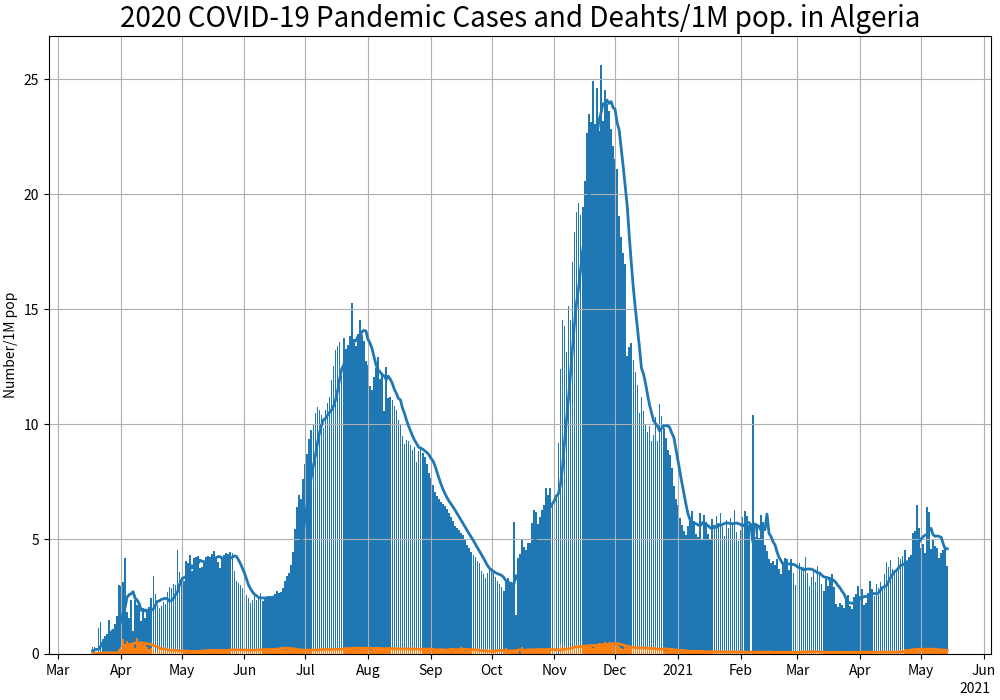 2020 COVID-19 Pandemic Cases and Deahts/1M pop. in Algeria
Number/1M pop
25
20
15
10
5
0
Mar Apr May Jun Jul Aug Sep Oct Nov Dec 2021 Feb Mar Apr May Jun
2021